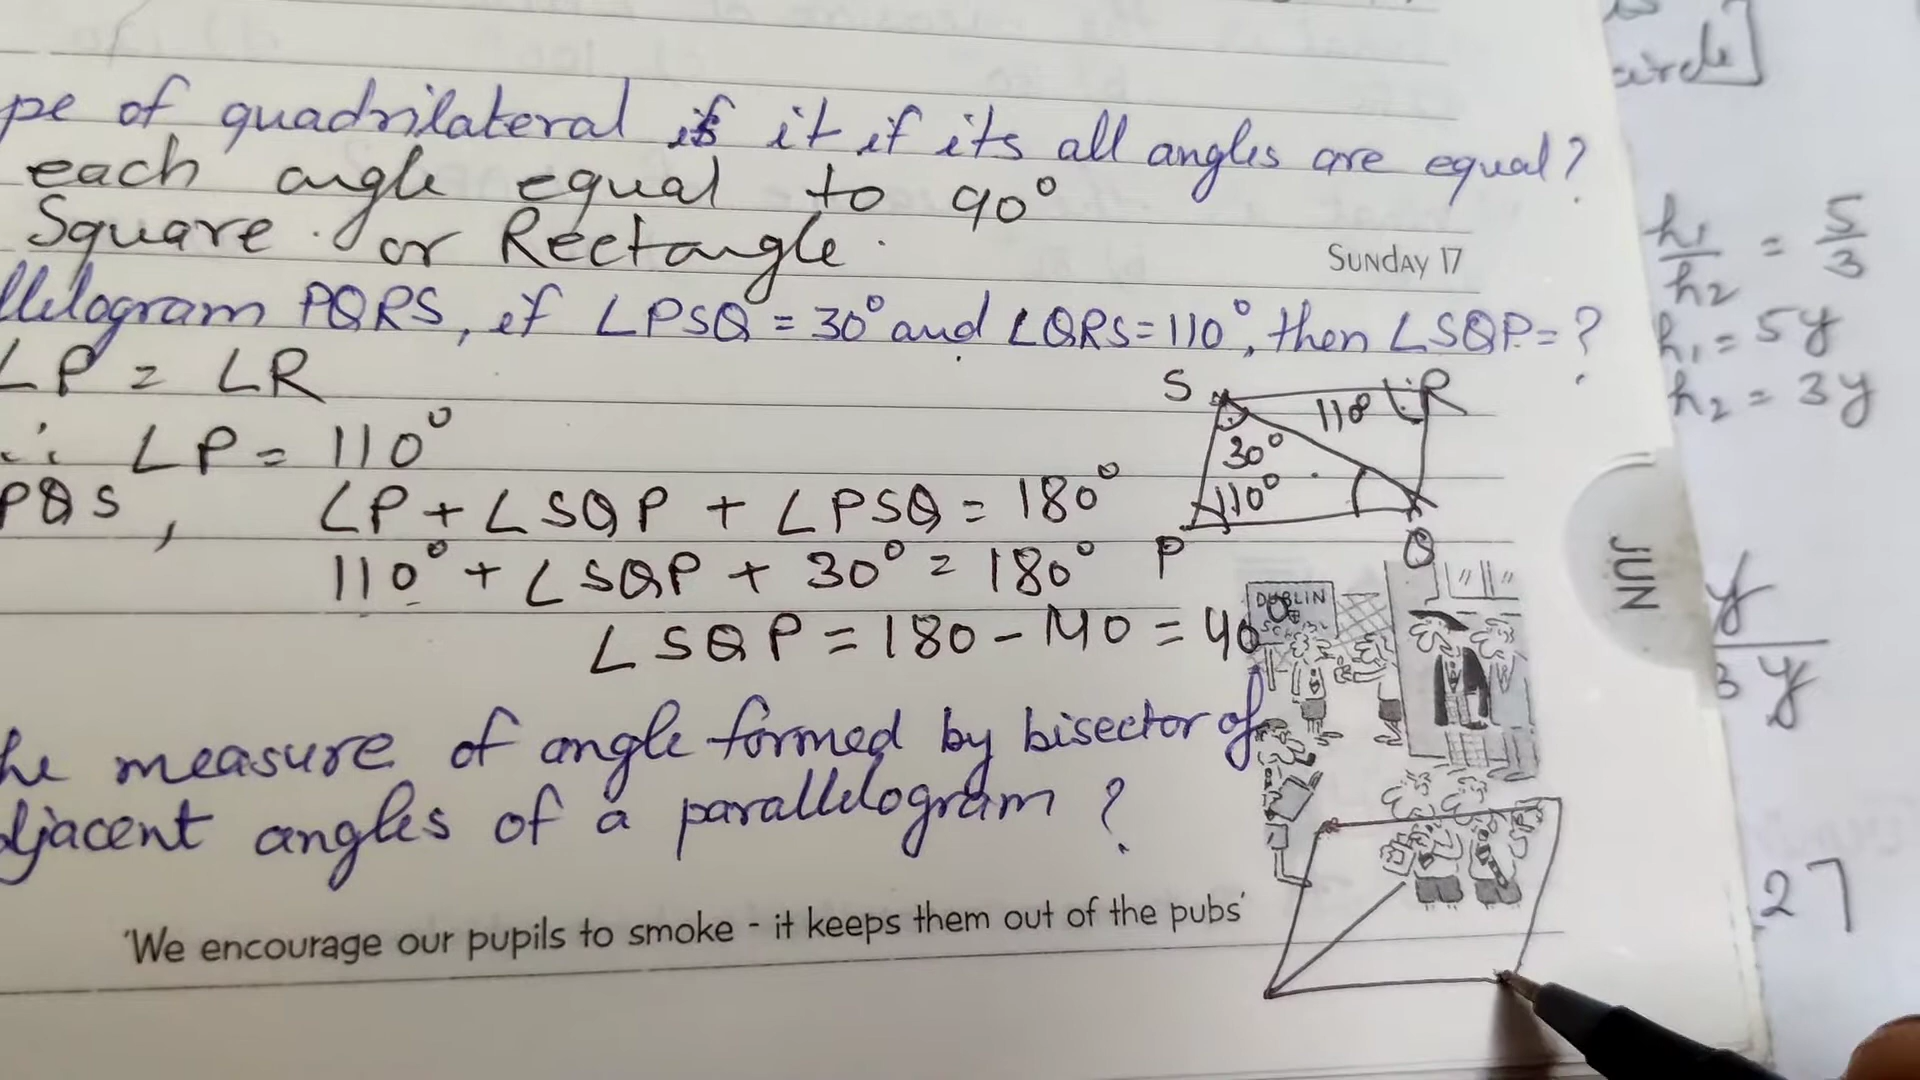 pe of quadrilateral is it if its all angles are equal?
each angle equal to 90°
Square or Rectangle.
SUNdAY 17
llelogram PQRS, if ∠PSQ = 30° and ∠QRS = 110°, then ∠SQP = ?
∠P = ∠R
∴ ∠P = 110°
PQS, ∠P + ∠SQP + ∠PSQ = 180°
110° + ∠SQP + 30° = 180°
∠SQP = 180 - 140 = 40
S
R
110°
30°
110°
P
Q
DUBLIN
he measure of angle formed by bisector of
djacent angles of a parallelogram ?
'We encourage our pupils to smoke - it keeps them out of the pubs'
JUN
circle]
h1/h2 = 5/3
h1 = 5y
h2 = 3y
y
3y
27